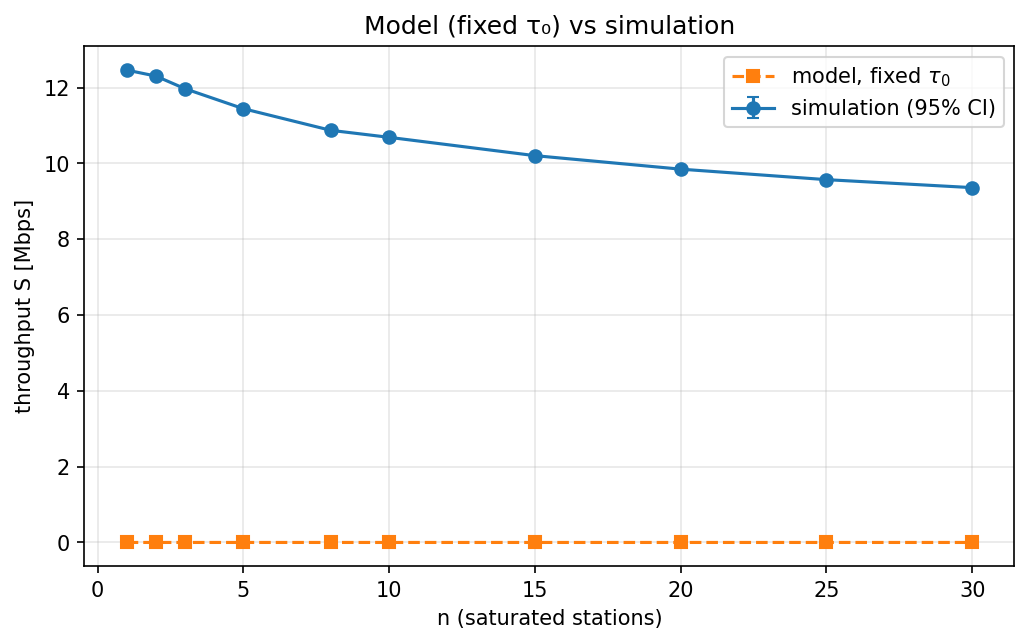 Model (fixed τ₀) vs simulation
model, fixed τ₀
simulation (95% CI)
throughput S [Mbps]
12
10
8
6
4
2
0
0 5 10 15 20 25 30
n (saturated stations)